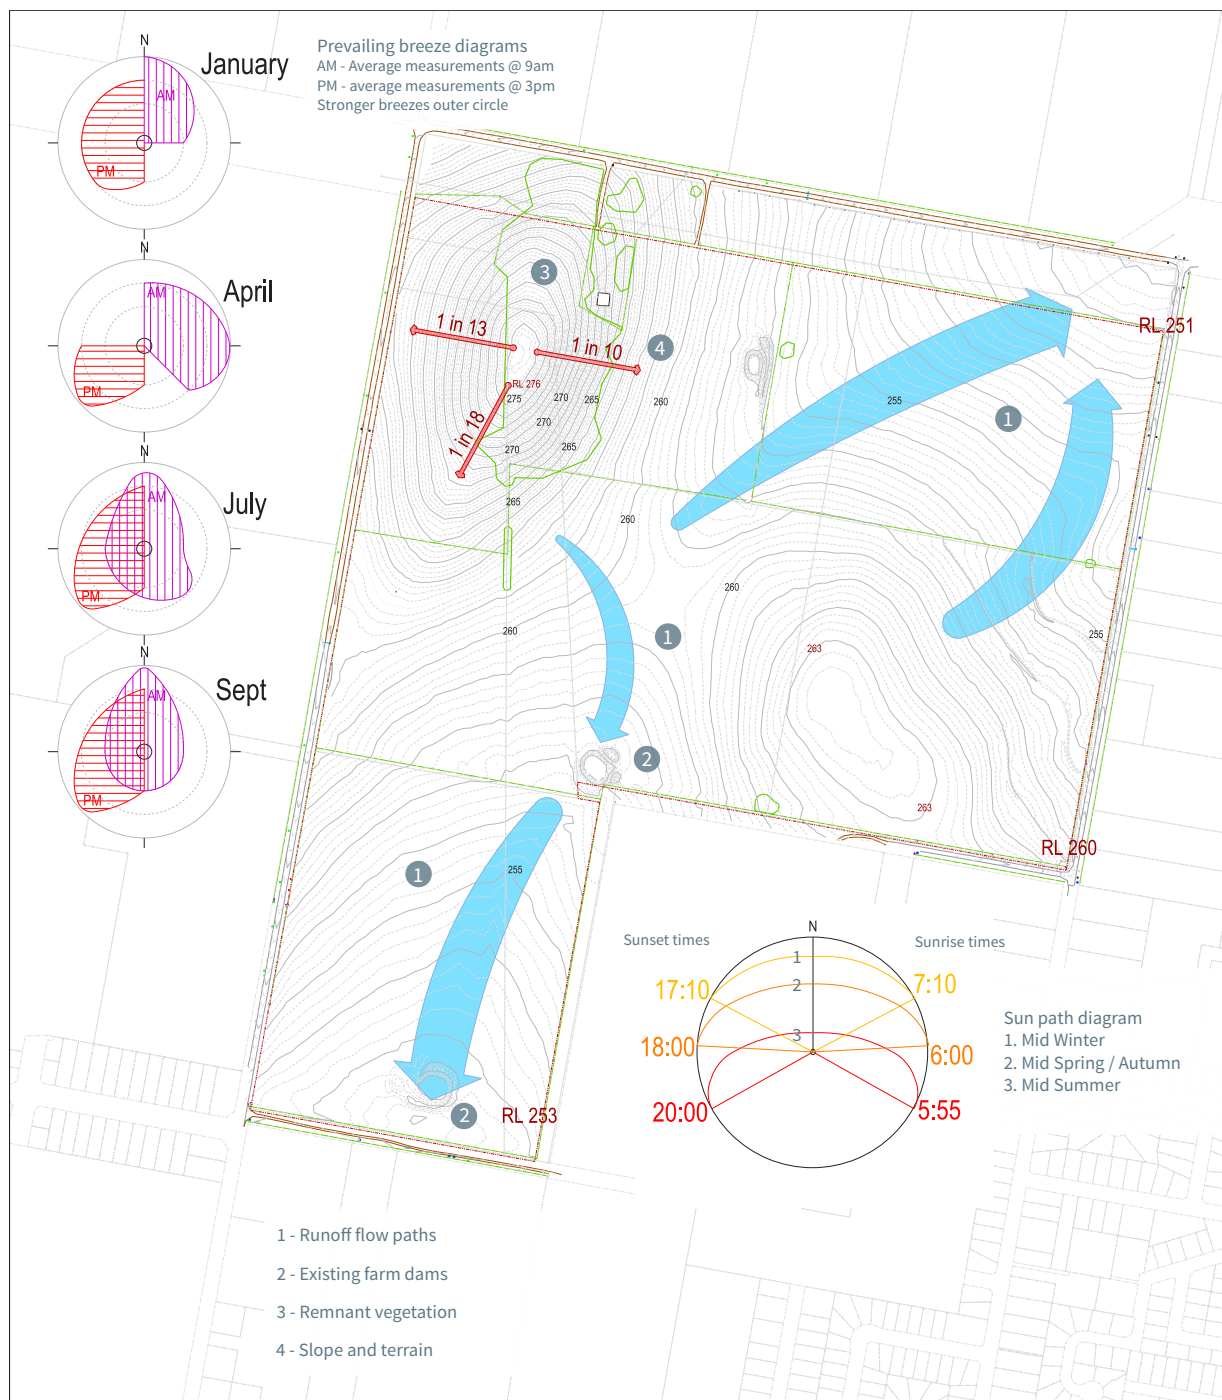 N
January
AM
PM
Prevailing breeze diagrams
AM - Average measurements @ 9am
PM - average measurements @ 3pm
Stronger breezes outer circle
N
April
AM
PM
N
July
AM
PM
N
Sept
AM
PM
3
1 in 13
1 in 10
4
RL 251
RL 276
275
270
265
260
255
1
1 in 18
270
270
265
265
260
260
1
260
263
255
2
263
RL 260
1
255
2
RL 253
N
Sunset times
Sunrise times
1
2
3
17:10
7:10
18:00
6:00
20:00
5:55
Sun path diagram
1. Mid Winter
2. Mid Spring / Autumn
3. Mid Summer
1 - Runoff flow paths
2 - Existing farm dams
3 - Remnant vegetation
4 - Slope and terrain